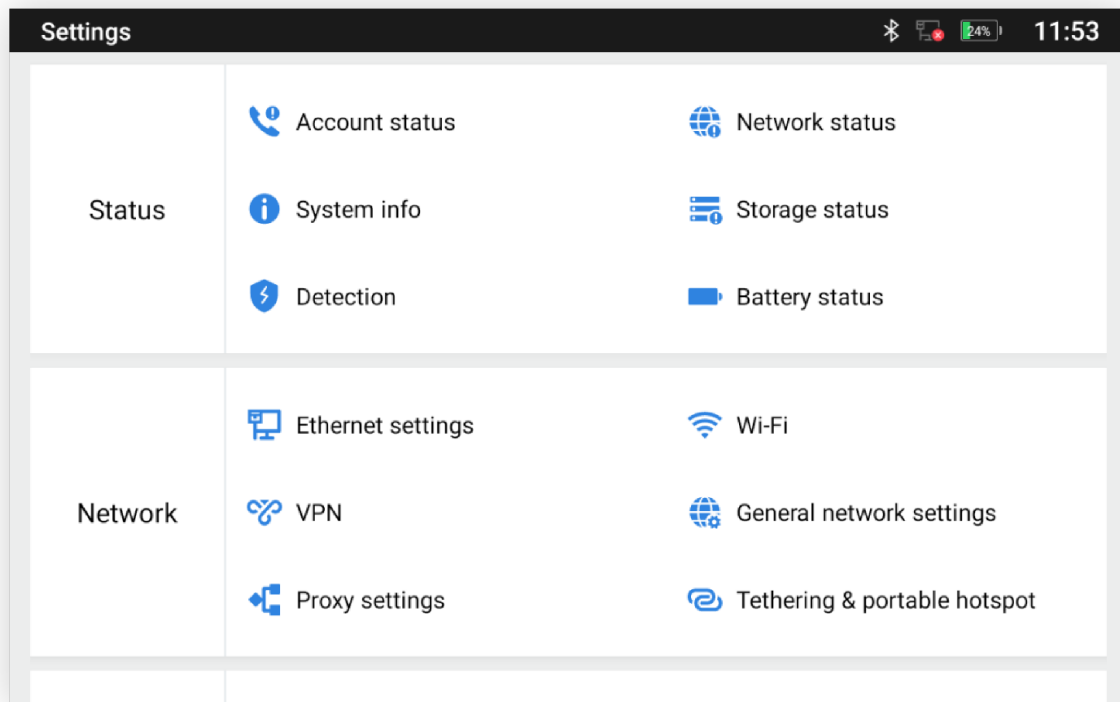 Settings
24%
11:53
Status
Account status
Network status
System info
Storage status
Detection
Battery status
Network
Ethernet settings
Wi-Fi
VPN
General network settings
Proxy settings
Tethering & portable hotspot